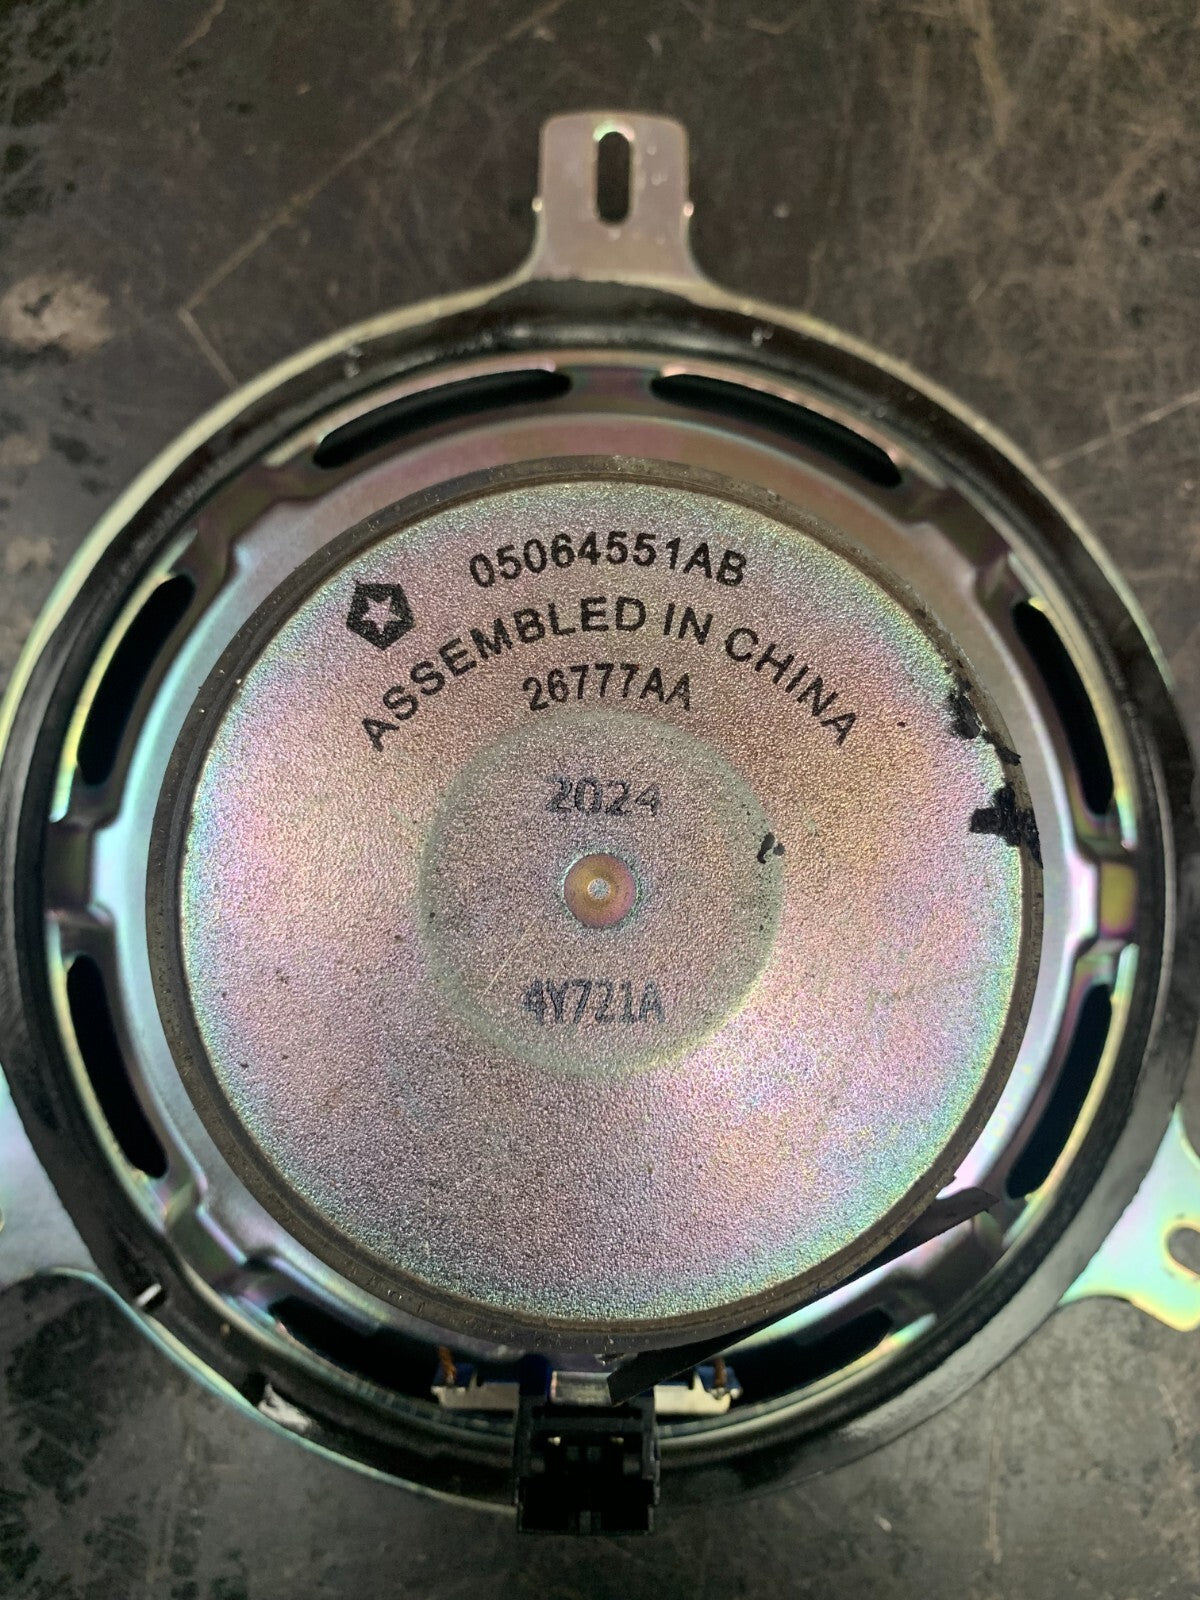 05064551AB
ASSEMBLED IN CHINA
26777AA
2024
4Y721A